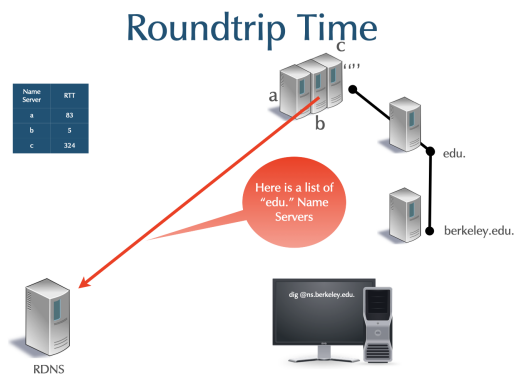 Roundtrip Time
c
“”
a
b
Name Server RTT
a 83
b 5
c 324
edu.
Here is a list of
“edu.” Name
Servers
berkeley.edu.
dig @ns.berkeley.edu.
RDNS